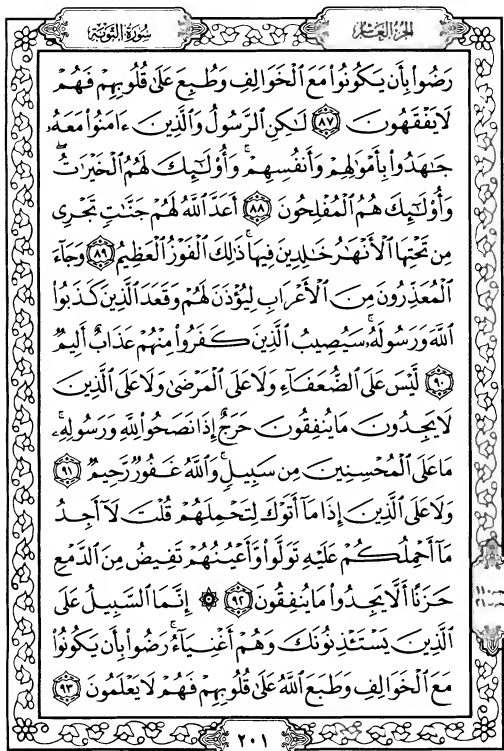 سُورَةُ التَّوْبَةِ
الجُزءُ العَاشِر
رَضُوا۟ بِأَن يَكُونُوا۟ مَعَ ٱلْخَوَالِفِ وَطُبِعَ عَلَىٰ قُلُوبِهِمْ فَهُمْ
لَا يَفْقَهُونَ ٨٧ لَٰكِنِ ٱلرَّسُولُ وَٱلَّذِينَ ءَامَنُوا۟ مَعَهُۥ
جَٰهَدُوا۟ بِأَمْوَٰلِهِمْ وَأَنفُسِهِمْ ۚ وَأُو۟لَٰٓئِكَ لَهُمُ ٱلْخَيْرَٰتُ ۖ
وَأُو۟لَٰٓئِكَ هُمُ ٱلْمُفْلِحُونَ ٨٨ أَعَدَّ ٱللَّهُ لَهُمْ جَنَّٰتٍ تَجْرِى
مِن تَحْتِهَا ٱلْأَنْهَٰرُ خَٰلِدِينَ فِيهَا ۚ ذَٰلِكَ ٱلْفَوْزُ ٱلْعَظِيمُ ٨٩ وَجَآءَ
ٱلْمُعَذِّرُونَ مِنَ ٱلْأَعْرَابِ لِيُؤْذَنَ لَهُمْ وَقَعَدَ ٱلَّذِينَ كَذَبُوا۟
ٱللَّهَ وَرَسُولَهُۥ ۚ سَيُصِيبُ ٱلَّذِينَ كَفَرُوا۟ مِنْهُمْ عَذَابٌ أَلِيمٌ
٩٠ لَّيْسَ عَلَى ٱلضُّعَفَآءِ وَلَا عَلَى ٱلْمَرْضَىٰ وَلَا عَلَى ٱلَّذِينَ
لَا يَجِدُونَ مَا يُنفِقُونَ حَرَجٌ إِذَا نَصَحُوا۟ لِلَّهِ وَرَسُولِهِۦ ۚ
مَا عَلَى ٱلْمُحْسِنِينَ مِن سَبِيلٍ ۚ وَٱللَّهُ غَفُورٌ رَّحِيمٌ ٩١
وَلَا عَلَى ٱلَّذِينَ إِذَا مَآ أَتَوْكَ لِتَحْمِلَهُمْ قُلْتَ لَآ أَجِدُ
مَآ أَحْمِلُكُمْ عَلَيْهِ تَوَلَّوا۟ وَّأَعْيُنُهُمْ تَفِيضُ مِنَ ٱلدَّمْعِ
حَزَنًا أَلَّا يَجِدُوا۟ مَا يُنفِقُونَ ٩٢ ۞ إِنَّمَا ٱلسَّبِيلُ عَلَى
ٱلَّذِينَ يَسْتَـْٔذِنُونَكَ وَهُمْ أَغْنِيَآءُ ۚ رَضُوا۟ بِأَن يَكُونُوا۟
مَعَ ٱلْخَوَالِفِ وَطَبَعَ ٱللَّهُ عَلَىٰ قُلُوبِهِمْ فَهُمْ لَا يَعْلَمُونَ ٩٣
٢٠١